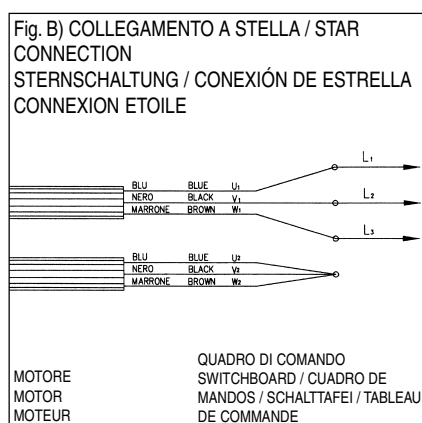 Fig. B) COLLEGAMENTO A STELLA / STAR
CONNECTION
STERNSCHALTUNG / CONEXIÓN DE ESTRELLA
CONNEXION ETOILE
L1
BLU BLUE U1
NERO BLACK V1 L2
MARRONE BROWN W1
L3
BLU BLUE U2
NERO BLACK V2
MARRONE BROWN W2
QUADRO DI COMANDO
MOTORE SWITCHBOARD / CUADRO DE
MOTOR MANDOS / SCHALTTAFEI / TABLEAU
MOTEUR DE COMMANDE